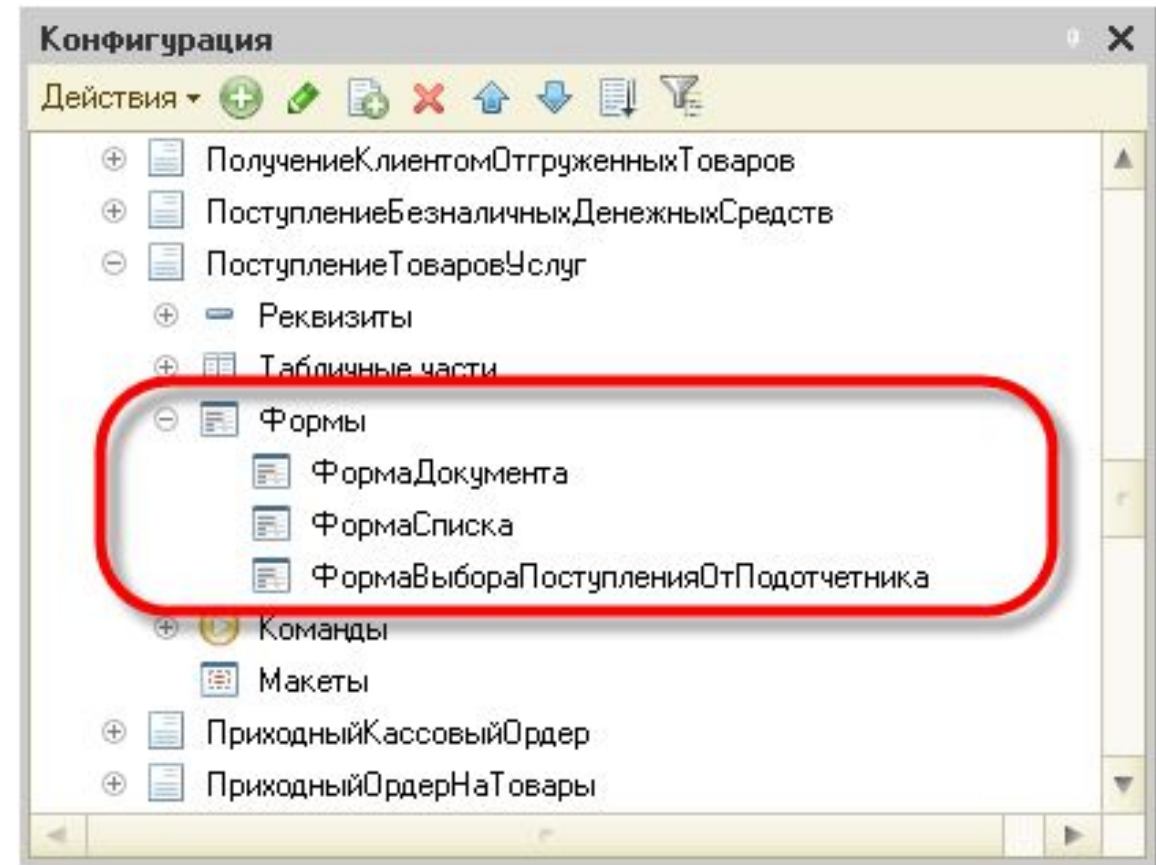 Конфигурация
Действия
ПолучениеКлиентомОтгруженныхТоваров
ПоступлениеБезналичныхДенежныхСредств
ПоступлениеТоваровУслуг
Реквизиты
Табличные части
Формы
ФормаДокумента
ФормаСписка
ФормаВыбораПоступленияОтПодотчетника
Команды
Макеты
ПриходныйКассовыйОрдер
ПриходныйОрдерНаТовары